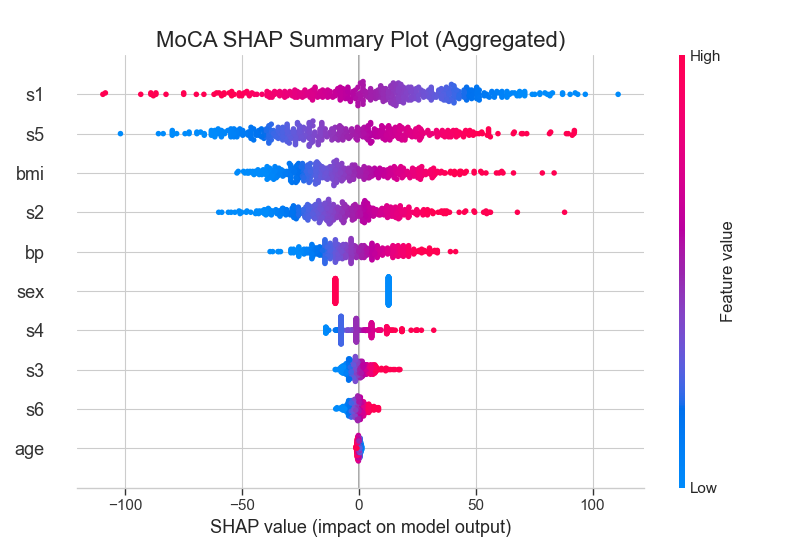 MoCA SHAP Summary Plot (Aggregated)
High
s1
s5
bmi
s2
bp
sex
s4
s3
s6
age
Feature value
Low
−100
−50
0
50
100
SHAP value (impact on model output)